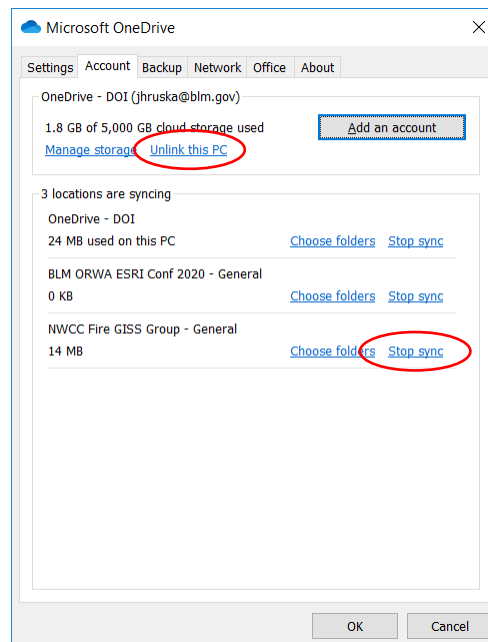 Microsoft OneDrive
Settings Account Backup Network Office About
OneDrive - DOI (jhruska@blm.gov)
1.8 GB of 5,000 GB cloud storage used
Add an account
Manage storage Unlink this PC
3 locations are syncing
OneDrive - DOI
24 MB used on this PC Choose folders Stop sync
BLM ORWA ESRI Conf 2020 - General
0 KB Choose folders Stop sync
NWCC Fire GISS Group - General
14 MB Choose folders Stop sync
OK Cancel